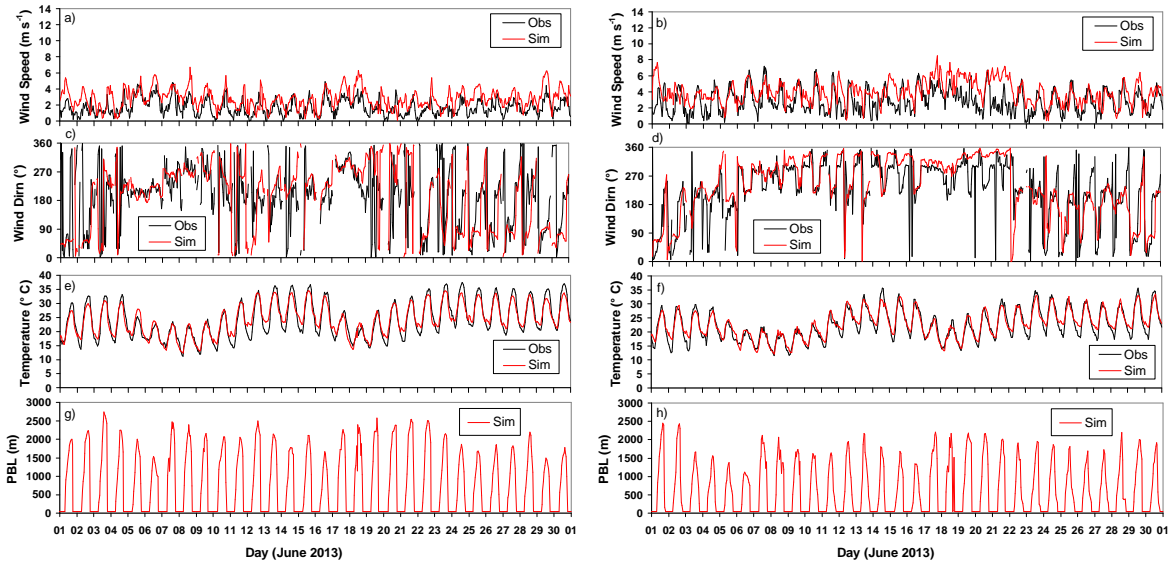 a)
Wind Speed (m s⁻¹)
14
12
10
8
6
4
2
0
Obs
Sim
c)
Wind Dirn (°)
360
270
180
90
0
Obs
Sim
e)
Temperature (° C)
40
35
30
25
20
15
10
5
0
Obs
Sim
g)
PBL (m)
3000
2500
2000
1500
1000
500
0
Sim
01 02 03 04 05 06 07 08 09 10 11 12 13 14 15 16 17 18 19 20 21 22 23 24 25 26 27 28 29 30 01
Day (June 2013)
b)
Wind Speed (m s⁻¹)
14
12
10
8
6
4
2
0
Obs
Sim
d)
Wind Dirn (°)
360
270
180
90
0
Obs
Sim
f)
Temperature (° C)
40
35
30
25
20
15
10
5
0
Obs
Sim
h)
PBL (m)
3000
2500
2000
1500
1000
500
0
Sim
01 02 03 04 05 06 07 08 09 10 11 12 13 14 15 16 17 18 19 20 21 22 23 24 25 26 27 28 29 30 01
Day (June 2013)